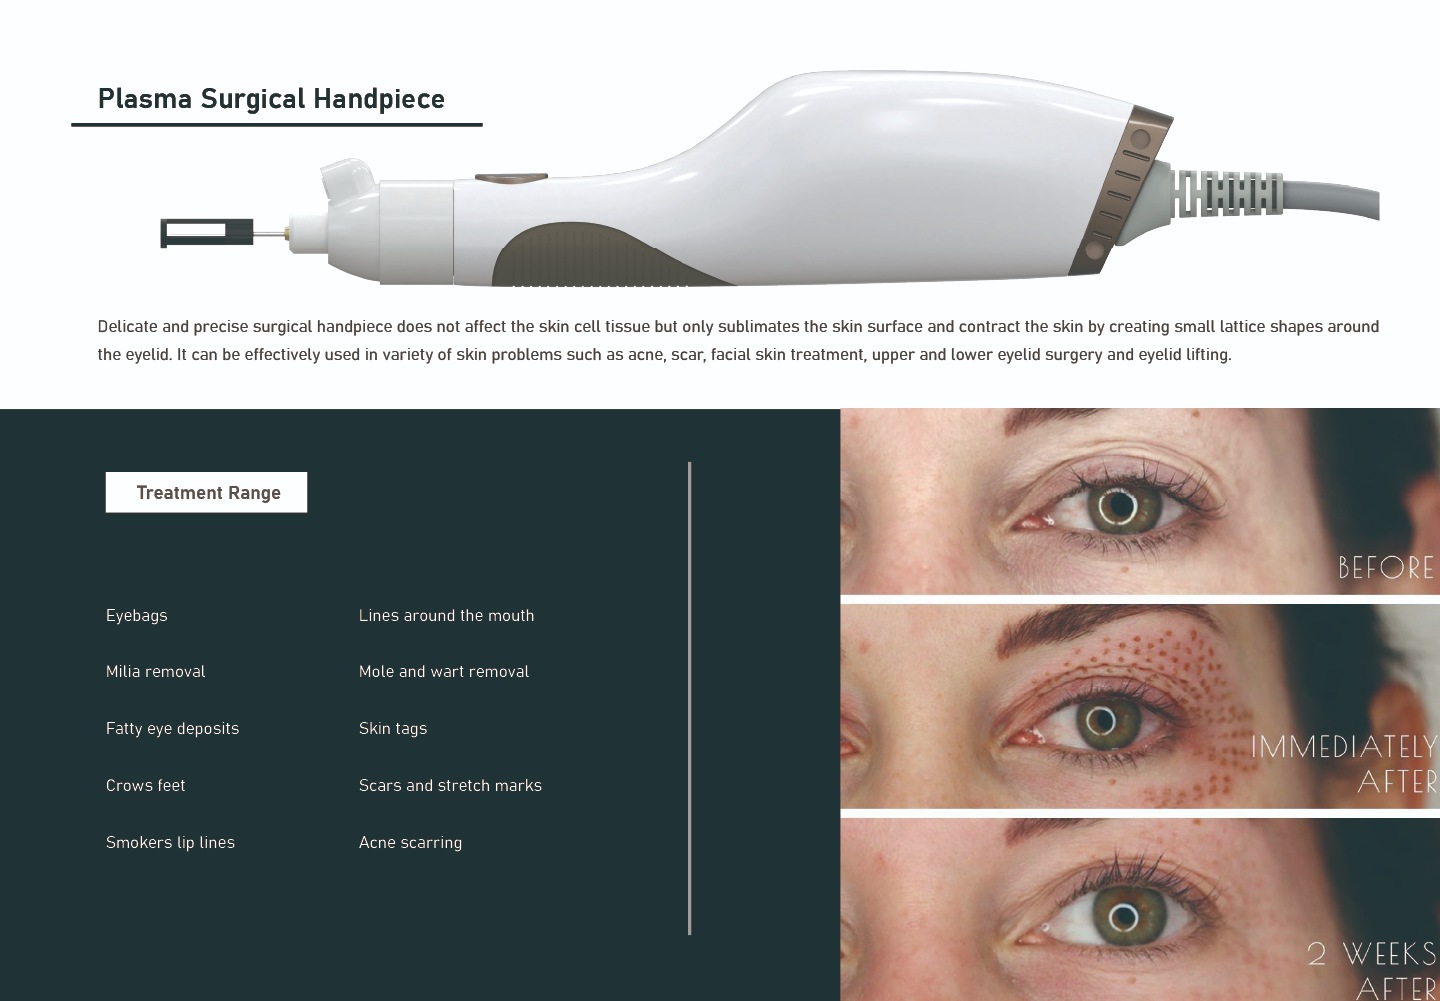 Plasma Surgical Handpiece
Delicate and precise surgical handpiece does not affect the skin cell tissue but only sublimates the skin surface and contract the skin by creating small lattice shapes around
the eyelid. It can be effectively used in variety of skin problems such as acne, scar, facial skin treatment, upper and lower eyelid surgery and eyelid lifting.
Treatment Range
Eyebags
Milia removal
Fatty eye deposits
Crows feet
Smokers lip lines
Lines around the mouth
Mole and wart removal
Skin tags
Scars and stretch marks
Acne scarring
BEFORE
IMMEDIATELY
AFTER
2 WEEKS
AFTER